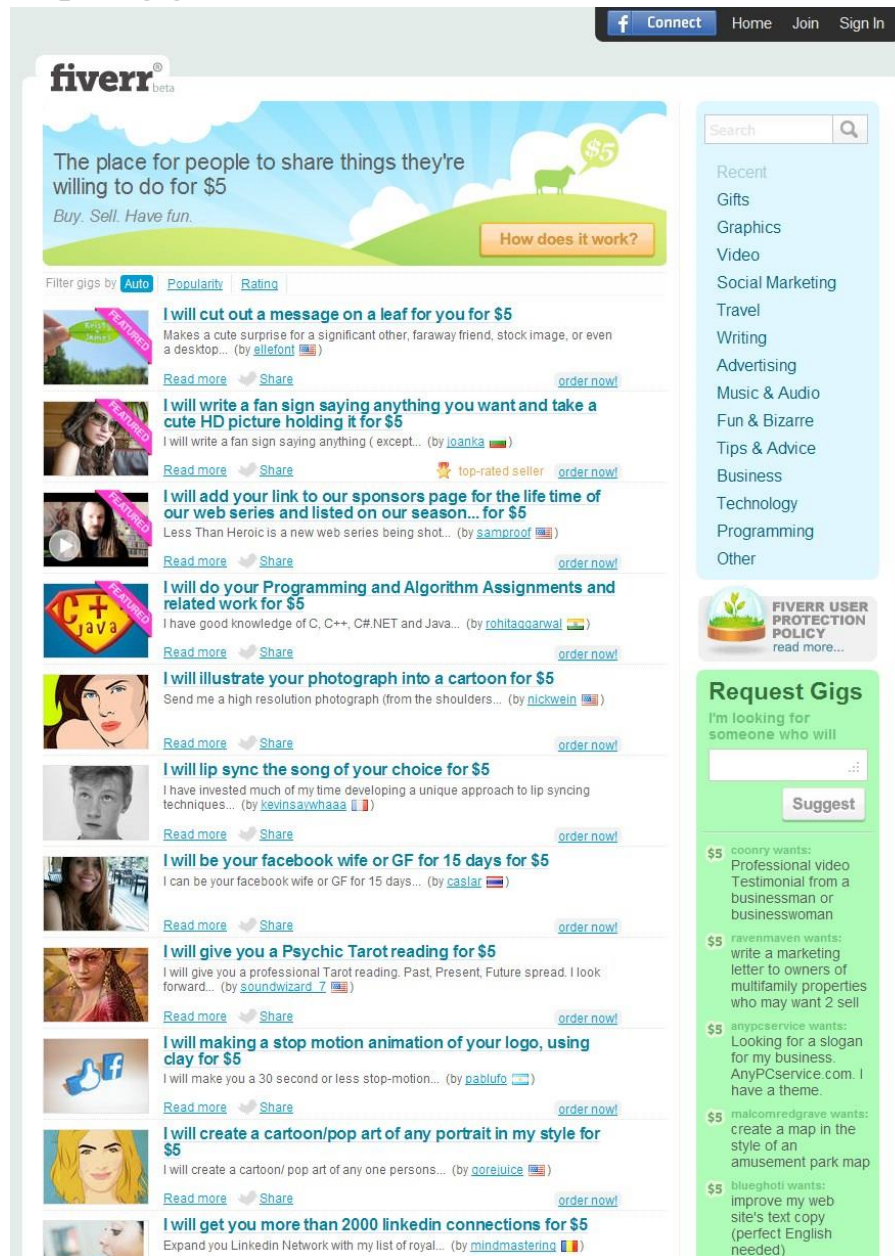 f Connect Home Join Sign In
fiverr®
beta
The place for people to share things they're
willing to do for $5
Buy. Sell. Have fun.
$5
How does it work?
Filter gigs by Auto Popularity Rating
FEATURED
I will cut out a message on a leaf for you for $5
Makes a cute surprise for a significant other, faraway friend, stock image, or even
a desktop... (by ellefont)
Read more Share order now!
FEATURED
I will write a fan sign saying anything you want and take a
cute HD picture holding it for $5
I will write a fan sign saying anything ( except... (by joanka)
Read more Share top-rated seller order now!
FEATURED
I will add your link to our sponsors page for the life time of
our web series and listed on our season... for $5
Less Than Heroic is a new web series being shot... (by samproof)
Read more Share order now!
FEATURED
C++
Java
I will do your Programming and Algorithm Assignments and
related work for $5
I have good knowledge of C, C++, C#.NET and Java... (by rohitaggarwal)
Read more Share order now!
I will illustrate your photograph into a cartoon for $5
Send me a high resolution photograph (from the shoulders... (by nickwein)
Read more Share order now!
I will lip sync the song of your choice for $5
I have invested much of my time developing a unique approach to lip syncing
techniques... (by kevinsaywhaaa)
Read more Share order now!
I will be your facebook wife or GF for 15 days for $5
I can be your facebook wife or GF for 15 days... (by caslar)
Read more Share order now!
I will give you a Psychic Tarot reading for $5
I will give you a professional Tarot reading. Past, Present, Future spread. I look
forward... (by soundwizard_7)
Read more Share order now!
I will making a stop motion animation of your logo, using
clay for $5
I will make you a 30 second or less stop-motion... (by pablufo)
Read more Share order now!
I will create a cartoon/pop art of any portrait in my style for
$5
I will create a cartoon/ pop art of any one persons... (by gorejuice)
Read more Share order now!
I will get you more than 2000 linkedin connections for $5
Expand you Linkedin Network with my list of royal... (by mindmastering)
Search
Recent
Gifts
Graphics
Video
Social Marketing
Travel
Writing
Advertising
Music & Audio
Fun & Bizarre
Tips & Advice
Business
Technology
Programming
Other
FIVERR USER
PROTECTION
POLICY
read more...
Request Gigs
I'm looking for
someone who will
Suggest
$5 coonry wants:
Professional video
Testimonial from a
businessman or
businesswoman
$5 ravenmaven wants:
write a marketing
letter to owners of
multifamily properties
who may want 2 sell
$5 anypcservice wants:
Looking for a slogan
for my business.
AnyPCservice.com. I
have a theme.
$5 malcomredgrave wants:
create a map in the
style of an
amusement park map
$5 blueghoti wants:
improve my web
site's text copy
(perfect English
needed)